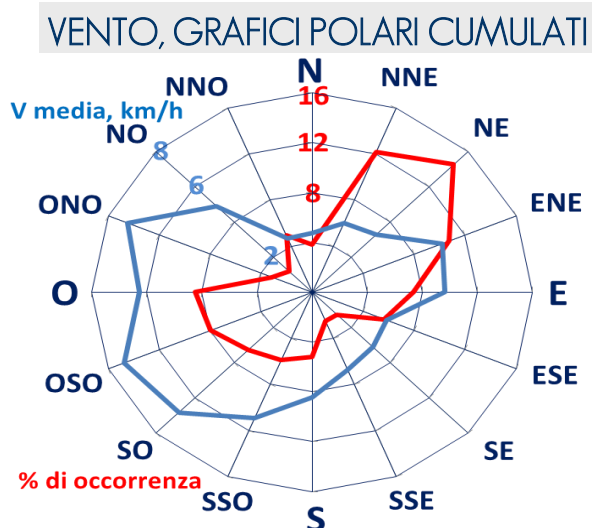 VENTO, GRAFICI POLARI CUMULATI
N
NNO
NNE
16
V media, km/h
NO
NE
12
8
6
8
ONO
ENE
2
O
E
OSO
ESE
SO
SE
% di occorrenza
SSO
SSE
S